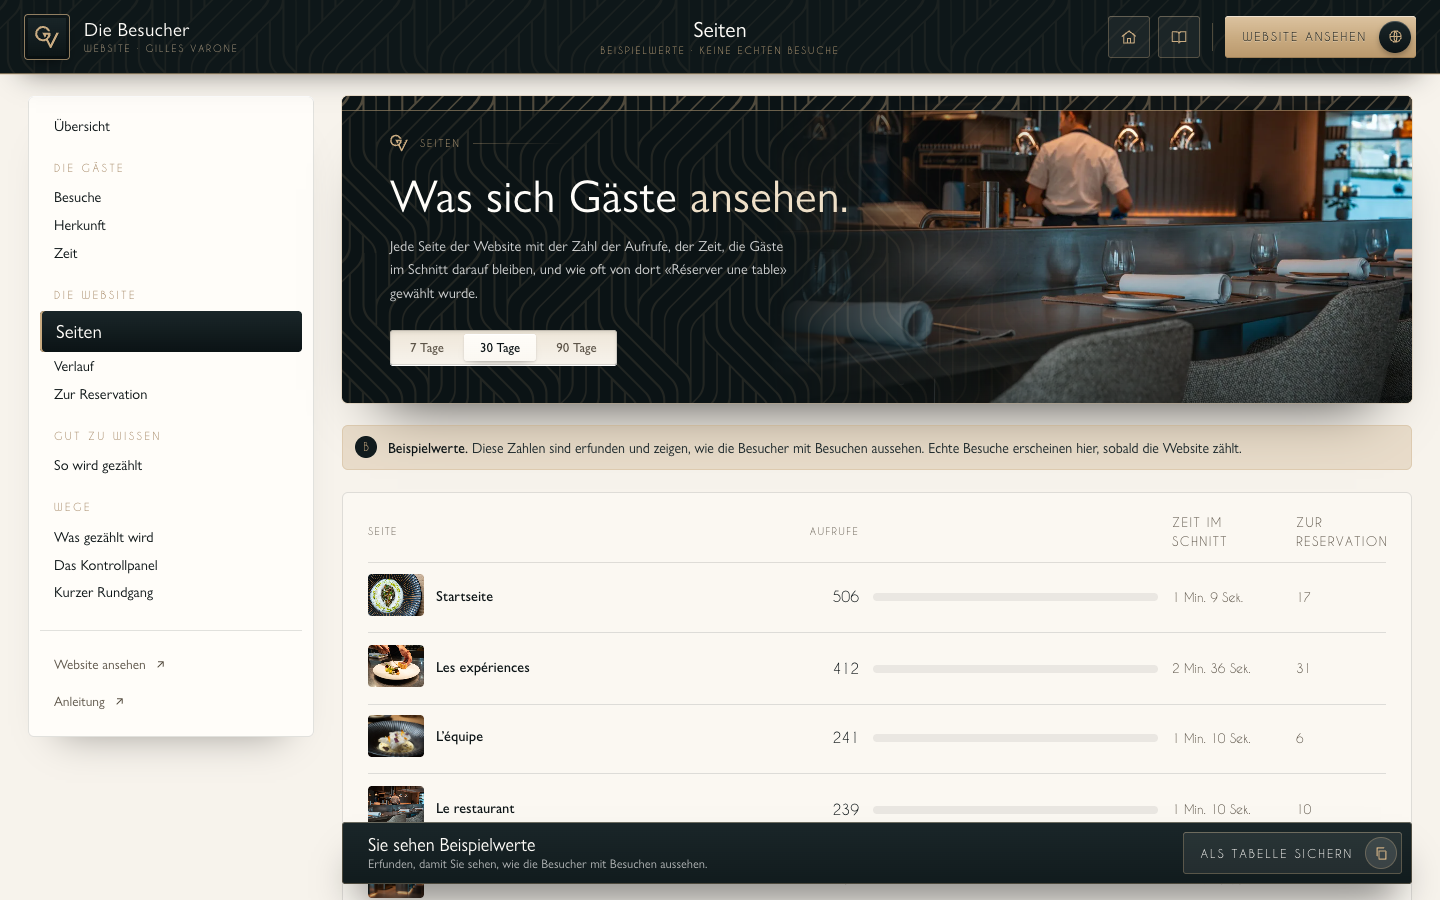 Die Besucher
WEBSITE · GILLES VARONE
Seiten
BEISPIELWERTE · KEINE ECHTEN BESUCHE
WEBSITE ANSEHEN
Übersicht
DIE GÄSTE
Besuche
Herkunft
Zeit
DIE WEBSITE
Seiten
Verlauf
Zur Reservation
GUT ZU WISSEN
So wird gezählt
WEGE
Was gezählt wird
Das Kontrollpanel
Kurzer Rundgang
Website ansehen
Anleitung
GV SEITEN
Was sich Gäste ansehen.
Jede Seite der Website mit der Zahl der Aufrufe, der Zeit, die Gäste
im Schnitt darauf bleiben, und wie oft von dort «Réserver une table»
gewählt wurde.
7 Tage 30 Tage 90 Tage
B Beispielwerte. Diese Zahlen sind erfunden und zeigen, wie die Besucher mit Besuchen aussehen. Echte Besuche erscheinen hier, sobald die Website zählt.
SEITE AUFRUFE ZEIT IM SCHNITT ZUR RESERVATION
Startseite 506 1 Min. 9 Sek. 17
Les expériences 412 2 Min. 36 Sek. 31
L'équipe 241 1 Min. 10 Sek. 6
Le restaurant 239 1 Min. 10 Sek. 10
Sie sehen Beispielwerte
Erfunden, damit Sie sehen, wie die Besucher mit Besuchen aussehen.
ALS TABELLE SICHERN